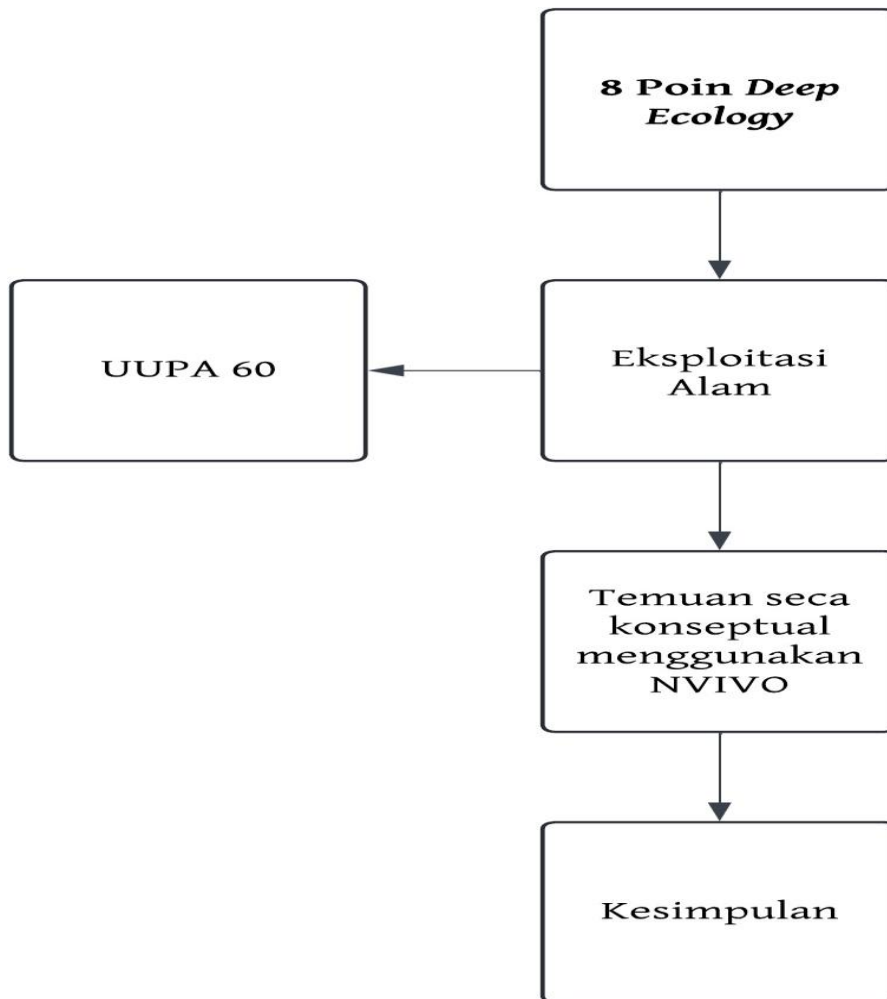 8 Poin Deep
Ecology
UUPA 60
Eksploitasi
Alam
Temuan seca
konseptual
menggunakan
NVIVO
Kesimpulan